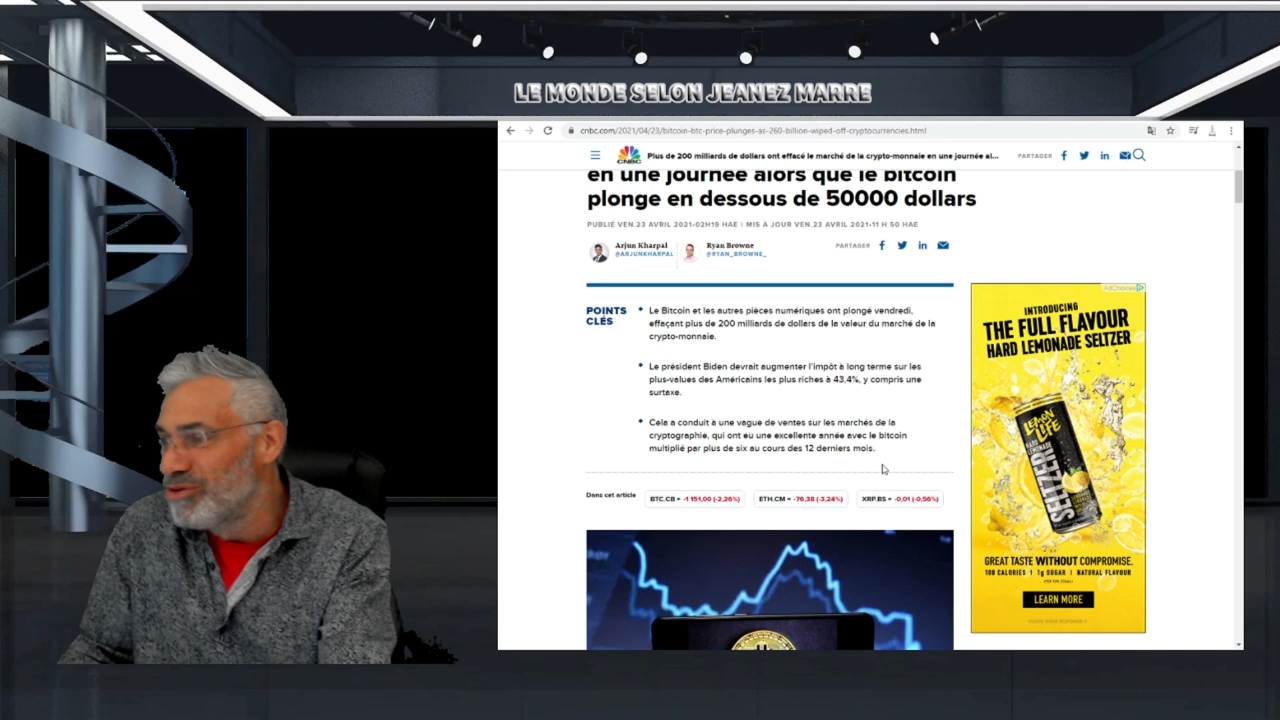 LE MONDE SELON JEANEZ MARRE
cnbc.com/2021/04/23/bitcoin-btc-price-plunges-as-260-billion-wiped-off-cryptocurrencies.html
CNBC
Plus de 200 milliards de dollars ont effacé le marché de la crypto-monnaie en une journée al...
PARTAGER
en une journée alors que le bitcoin
plonge en dessous de 50000 dollars
PUBLIÉ VEN.23 AVRIL 2021-02H19 HAE | MIS À JOUR VEN.23 AVRIL 2021-11 H 50 HAE
Arjun Kharpal
@ARJUNKHARPAL
Ryan Browne
@RYAN_BROWNE_
PARTAGER
POINTS
CLÉS
Le Bitcoin et les autres pièces numériques ont plongé vendredi,
effaçant plus de 200 milliards de dollars de la valeur du marché de la
crypto-monnaie.
Le président Biden devrait augmenter l'impôt à long terme sur les
plus-values des Américains les plus riches à 43,4%, y compris une
surtaxe.
Cela a conduit à une vague de ventes sur les marchés de la
cryptographie, qui ont eu une excellente année avec le bitcoin
multiplié par plus de six au cours des 12 derniers mois.
Dans cet article
BTC.CB = -1 151,00 (-2,26%)
ETH.CM = -76,38 (-3,24%)
XRP.BS = -0,01 (-0,56%)
AdChoices
INTRODUCING
THE FULL FLAVOUR
HARD LEMONADE SELTZER
LEMON
LIFE
HARD
LEMONADE
SELTZER
GREAT TASTE WITHOUT COMPROMISE.
100 CALORIES | 1g SUGAR | NATURAL FLAVOUR
LEARN MORE